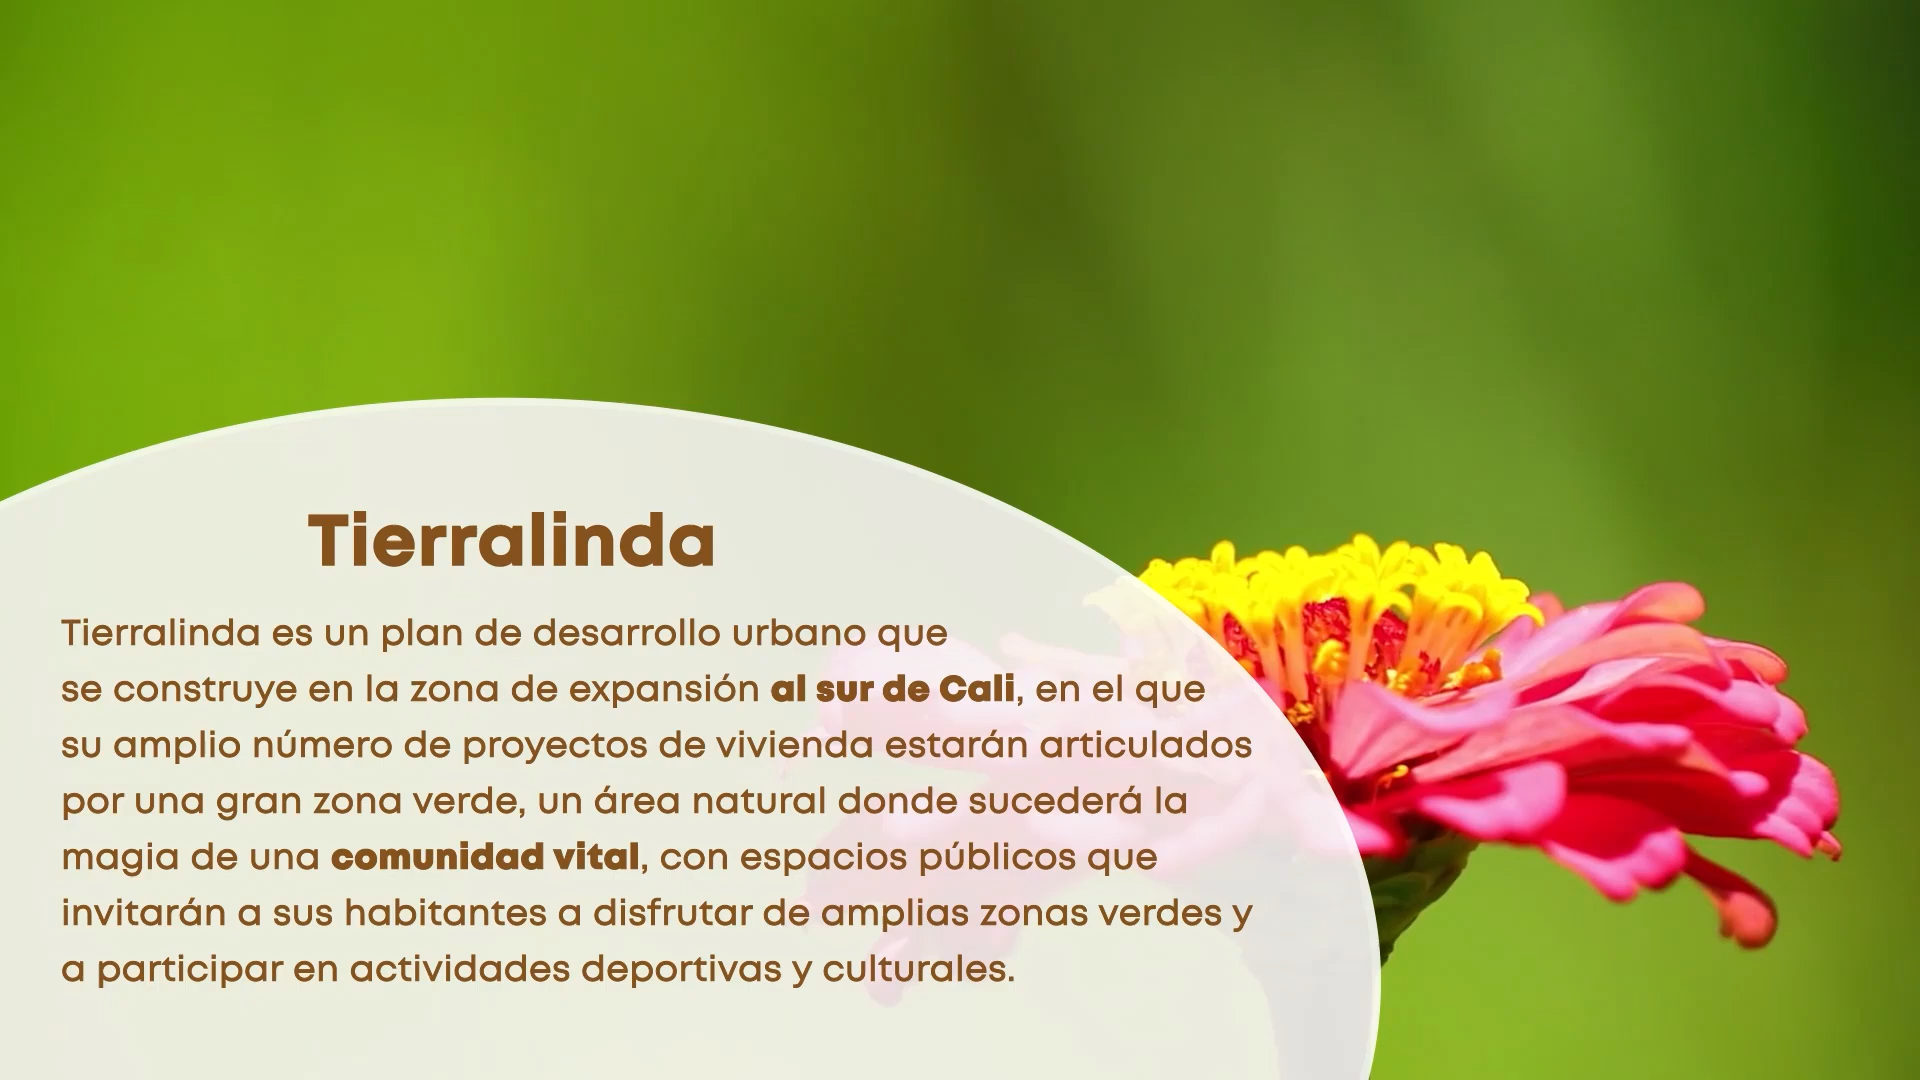 Tierralinda
Tierralinda es un plan de desarrollo urbano que
se construye en la zona de expansión al sur de Cali, en el que
su amplio número de proyectos de vivienda estarán articulados
por una gran zona verde, un área natural donde sucederá la
magia de una comunidad vital, con espacios públicos que
invitarán a sus habitantes a disfrutar de amplias zonas verdes y
a participar en actividades deportivas y culturales.